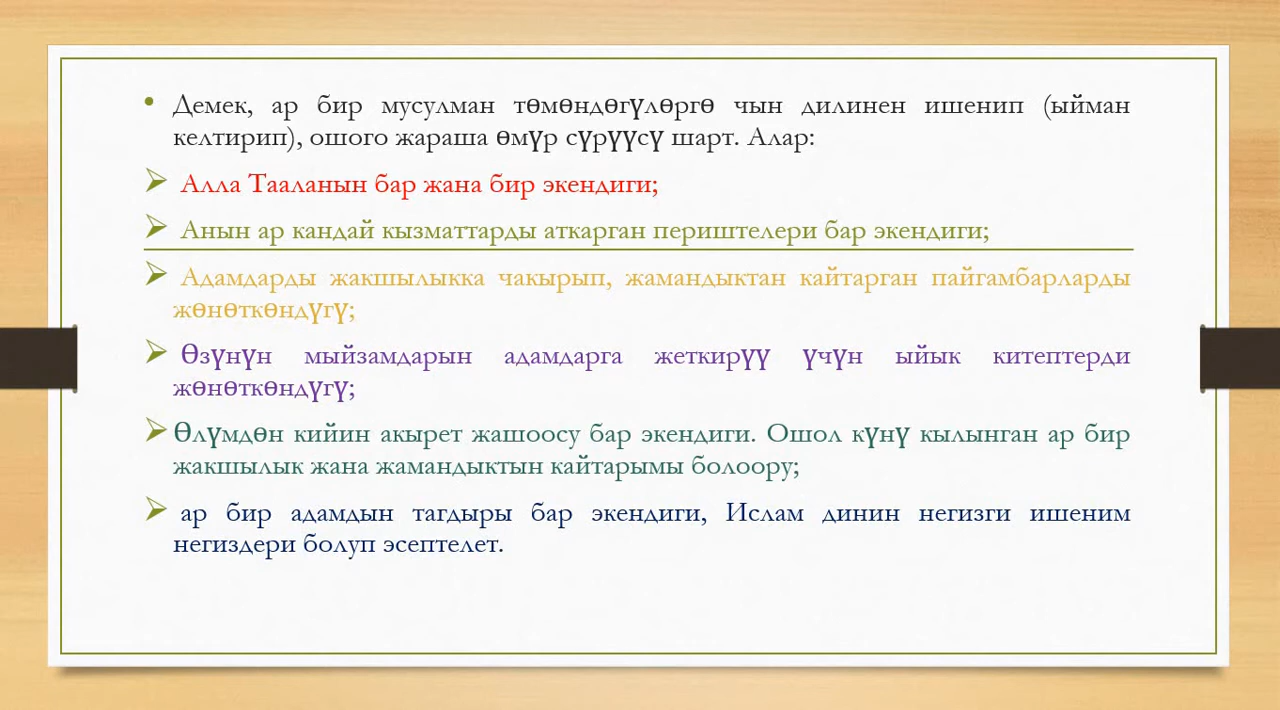 • Демек, ар бир мусулман төмөндөгүлөргө чын дилинен ишенип (ыйман
келтирип), ошого жараша өмүр сүрүүсү шарт. Алар:
➢ Алла Тааланын бар жана бир экендиги;
➢ Анын ар кандай кызматтарды аткарган периштелери бар экендиги;
➢ Адамдарды жакшылыкка чакырып, жамандыктан кайтарган пайгамбарларды
жөнөткөндүгү;
➢ Өзүнүн мыйзамдарын адамдарга жеткирүү үчүн ыйык китептерди
жөнөткөндүгү;
➢ Өлүмдөн кийин акырет жашоосу бар экендиги. Ошол күнү кылынган ар бир
жакшылык жана жамандыктын кайтарымы болоору;
➢ ар бир адамдын тагдыры бар экендиги, Ислам динин негизги ишеним
негиздери болуп эсептелет.